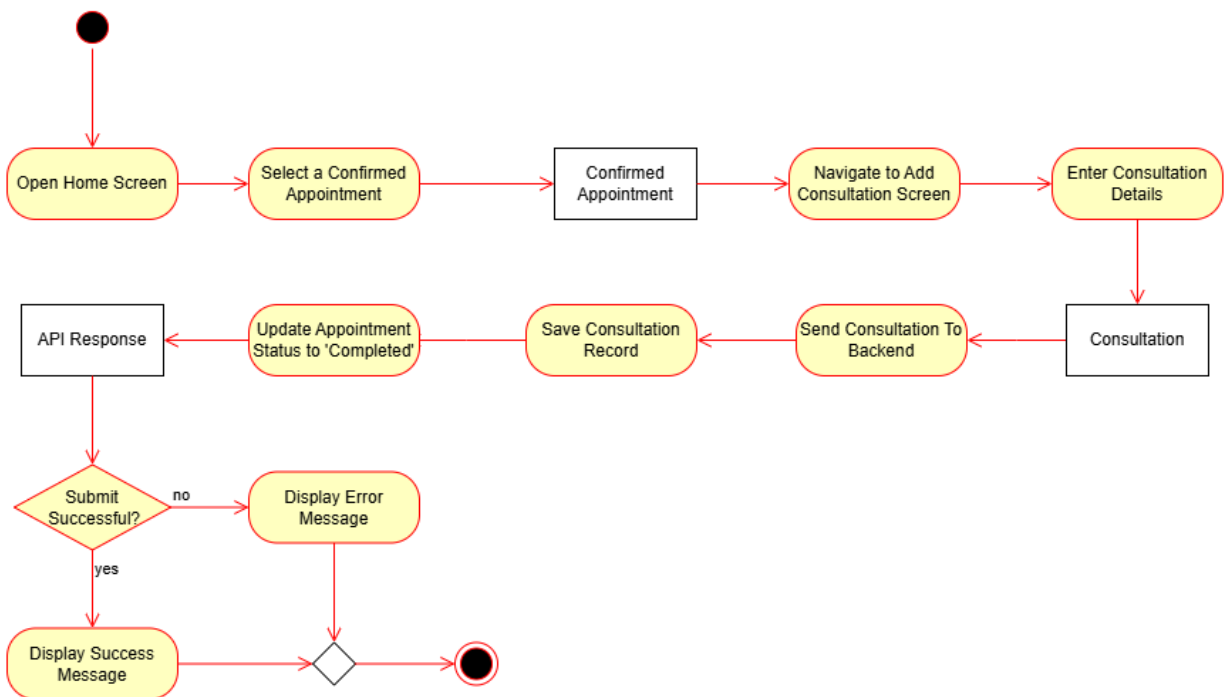 Open Home Screen
Select a Confirmed
Appointment
Confirmed
Appointment
Navigate to Add
Consultation Screen
Enter Consultation
Details
API Response
Update Appointment
Status to 'Completed'
Save Consultation
Record
Send Consultation To
Backend
Consultation
Submit
Successful?
no
Display Error
Message
yes
Display Success
Message